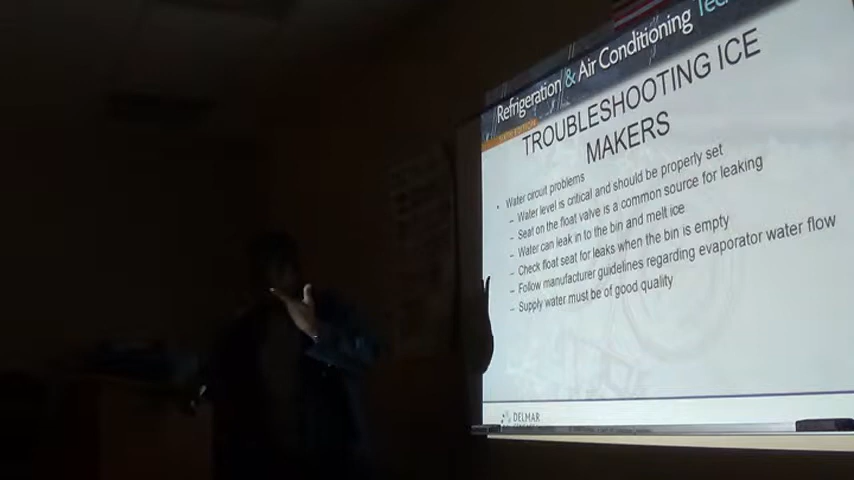 Refrigeration & Air Conditioning Tech
SIXTH EDITION
TROUBLESHOOTING ICE
MAKERS
• Water circuit problems
– Water level is critical and should be properly set
– Seat on the float valve is a common source for leaking
– Water can leak in to the bin and melt ice
– Check float seat for leaks when the bin is empty
– Follow manufacturer guidelines regarding evaporator water flow
– Supply water must be of good quality
DELMAR